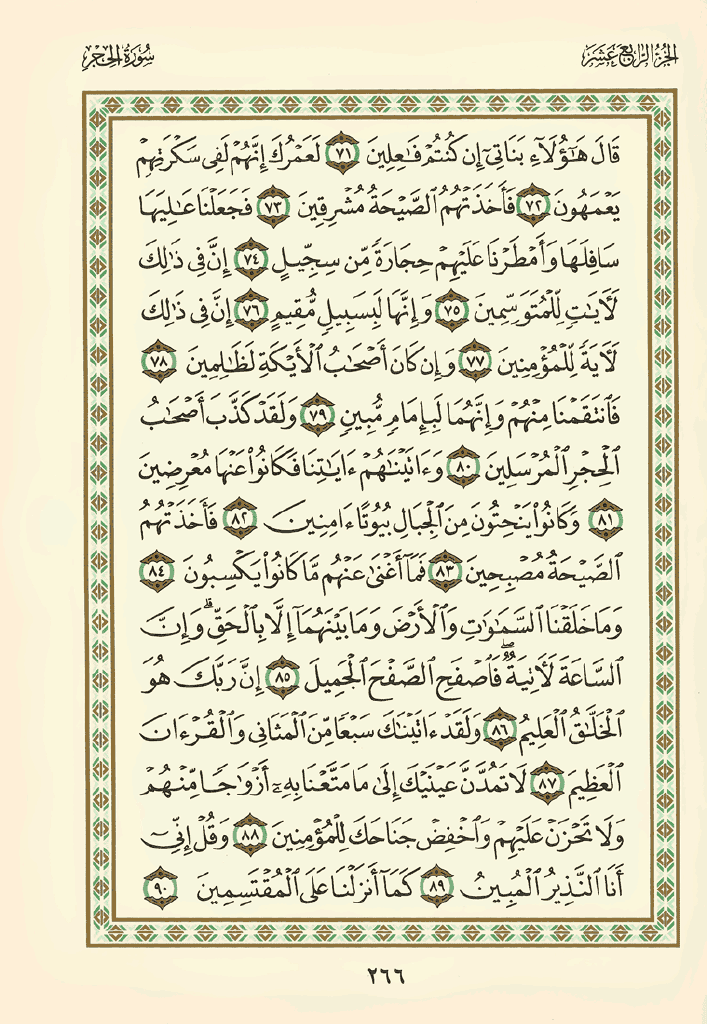 الجزء الرابع عشر
سورة الحجر
قَالَ هَٰٓؤُلَآءِ بَنَاتِىٓ إِن كُنتُمْ فَٰعِلِينَ ٧١ لَعَمْرُكَ إِنَّهُمْ لَفِى سَكْرَتِهِمْ
يَعْمَهُونَ ٧٢ فَأَخَذَتْهُمُ ٱلصَّيْحَةُ مُشْرِقِينَ ٧٣ فَجَعَلْنَا عَٰلِيَهَا
سَافِلَهَا وَأَمْطَرْنَا عَلَيْهِمْ حِجَارَةً مِّن سِجِّيلٍ ٧٤ إِنَّ فِى ذَٰلِكَ
لَءَايَٰتٍ لِّلْمُتَوَسِّمِينَ ٧٥ وَإِنَّهَا لَبِسَبِيلٍ مُّقِيمٍ ٧٦ إِنَّ فِى ذَٰلِكَ
لَءَايَةً لِّلْمُؤْمِنِينَ ٧٧ وَإِن كَانَ أَصْحَٰبُ ٱلْأَيْكَةِ لَظَٰلِمِينَ ٧٨
فَٱنتَقَمْنَا مِنْهُمْ وَإِنَّهُمَا لَبِإِمَامٍ مُّبِينٍ ٧٩ وَلَقَدْ كَذَّبَ أَصْحَٰبُ
ٱلْحِجْرِ ٱلْمُرْسَلِينَ ٨٠ وَءَاتَيْنَٰهُمْ ءَايَٰتِنَا فَكَانُوا۟ عَنْهَا مُعْرِضِينَ
٨١ وَكَانُوا۟ يَنْحِتُونَ مِنَ ٱلْجِبَالِ بُيُوتًا ءَامِنِينَ ٨٢ فَأَخَذَتْهُمُ
ٱلصَّيْحَةُ مُصْبِحِينَ ٨٣ فَمَآ أَغْنَىٰ عَنْهُم مَّا كَانُوا۟ يَكْسِبُونَ ٨٤
وَمَا خَلَقْنَا ٱلسَّمَٰوَٰتِ وَٱلْأَرْضَ وَمَا بَيْنَهُمَآ إِلَّا بِٱلْحَقِّ ۗ وَإِنَّ
ٱلسَّاعَةَ لَءَاتِيَةٌ ۖ فَٱصْفَحِ ٱلصَّفْحَ ٱلْجَمِيلَ ٨٥ إِنَّ رَبَّكَ هُوَ
ٱلْخَلَّٰقُ ٱلْعَلِيمُ ٨٦ وَلَقَدْ ءَاتَيْنَٰكَ سَبْعًا مِّنَ ٱلْمَثَانِى وَٱلْقُرْءَانَ
ٱلْعَظِيمَ ٨٧ لَا تَمُدَّنَّ عَيْنَيْكَ إِلَىٰ مَا مَتَّعْنَا بِهِۦٓ أَزْوَٰجًا مِّنْهُمْ
وَلَا تَحْزَنْ عَلَيْهِمْ وَٱخْفِضْ جَنَاحَكَ لِلْمُؤْمِنِينَ ٨٨ وَقُلْ إِنِّىٓ
أَنَا ٱلنَّذِيرُ ٱلْمُبِينُ ٨٩ كَمَآ أَنزَلْنَا عَلَى ٱلْمُقْتَسِمِينَ ٩٠
٢٦٦